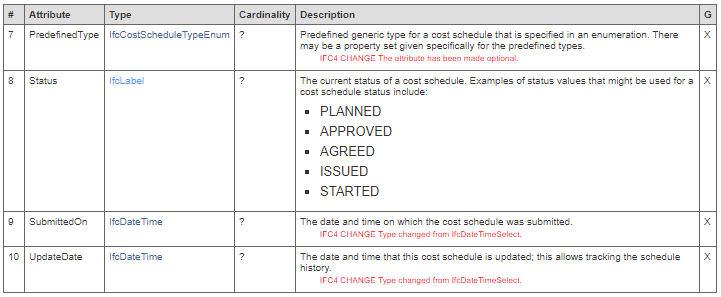 # Attribute Type Cardinality Description G
7 PredefinedType IfcCostScheduleTypeEnum ? Predefined generic type for a cost schedule that is specified in an enumeration. There X
may be a property set given specifically for the predefined types.
IFC4 CHANGE The attribute has been made optional.
8 Status IfcLabel ? The current status of a cost schedule. Examples of status values that might be used for a X
cost schedule status include:
▪ PLANNED
▪ APPROVED
▪ AGREED
▪ ISSUED
▪ STARTED
9 SubmittedOn IfcDateTime ? The date and time on which the cost schedule was submitted. X
IFC4 CHANGE Type changed from IfcDateTimeSelect.
10 UpdateDate IfcDateTime ? The date and time that this cost schedule is updated; this allows tracking the schedule X
history.
IFC4 CHANGE Type changed from IfcDateTimeSelect.